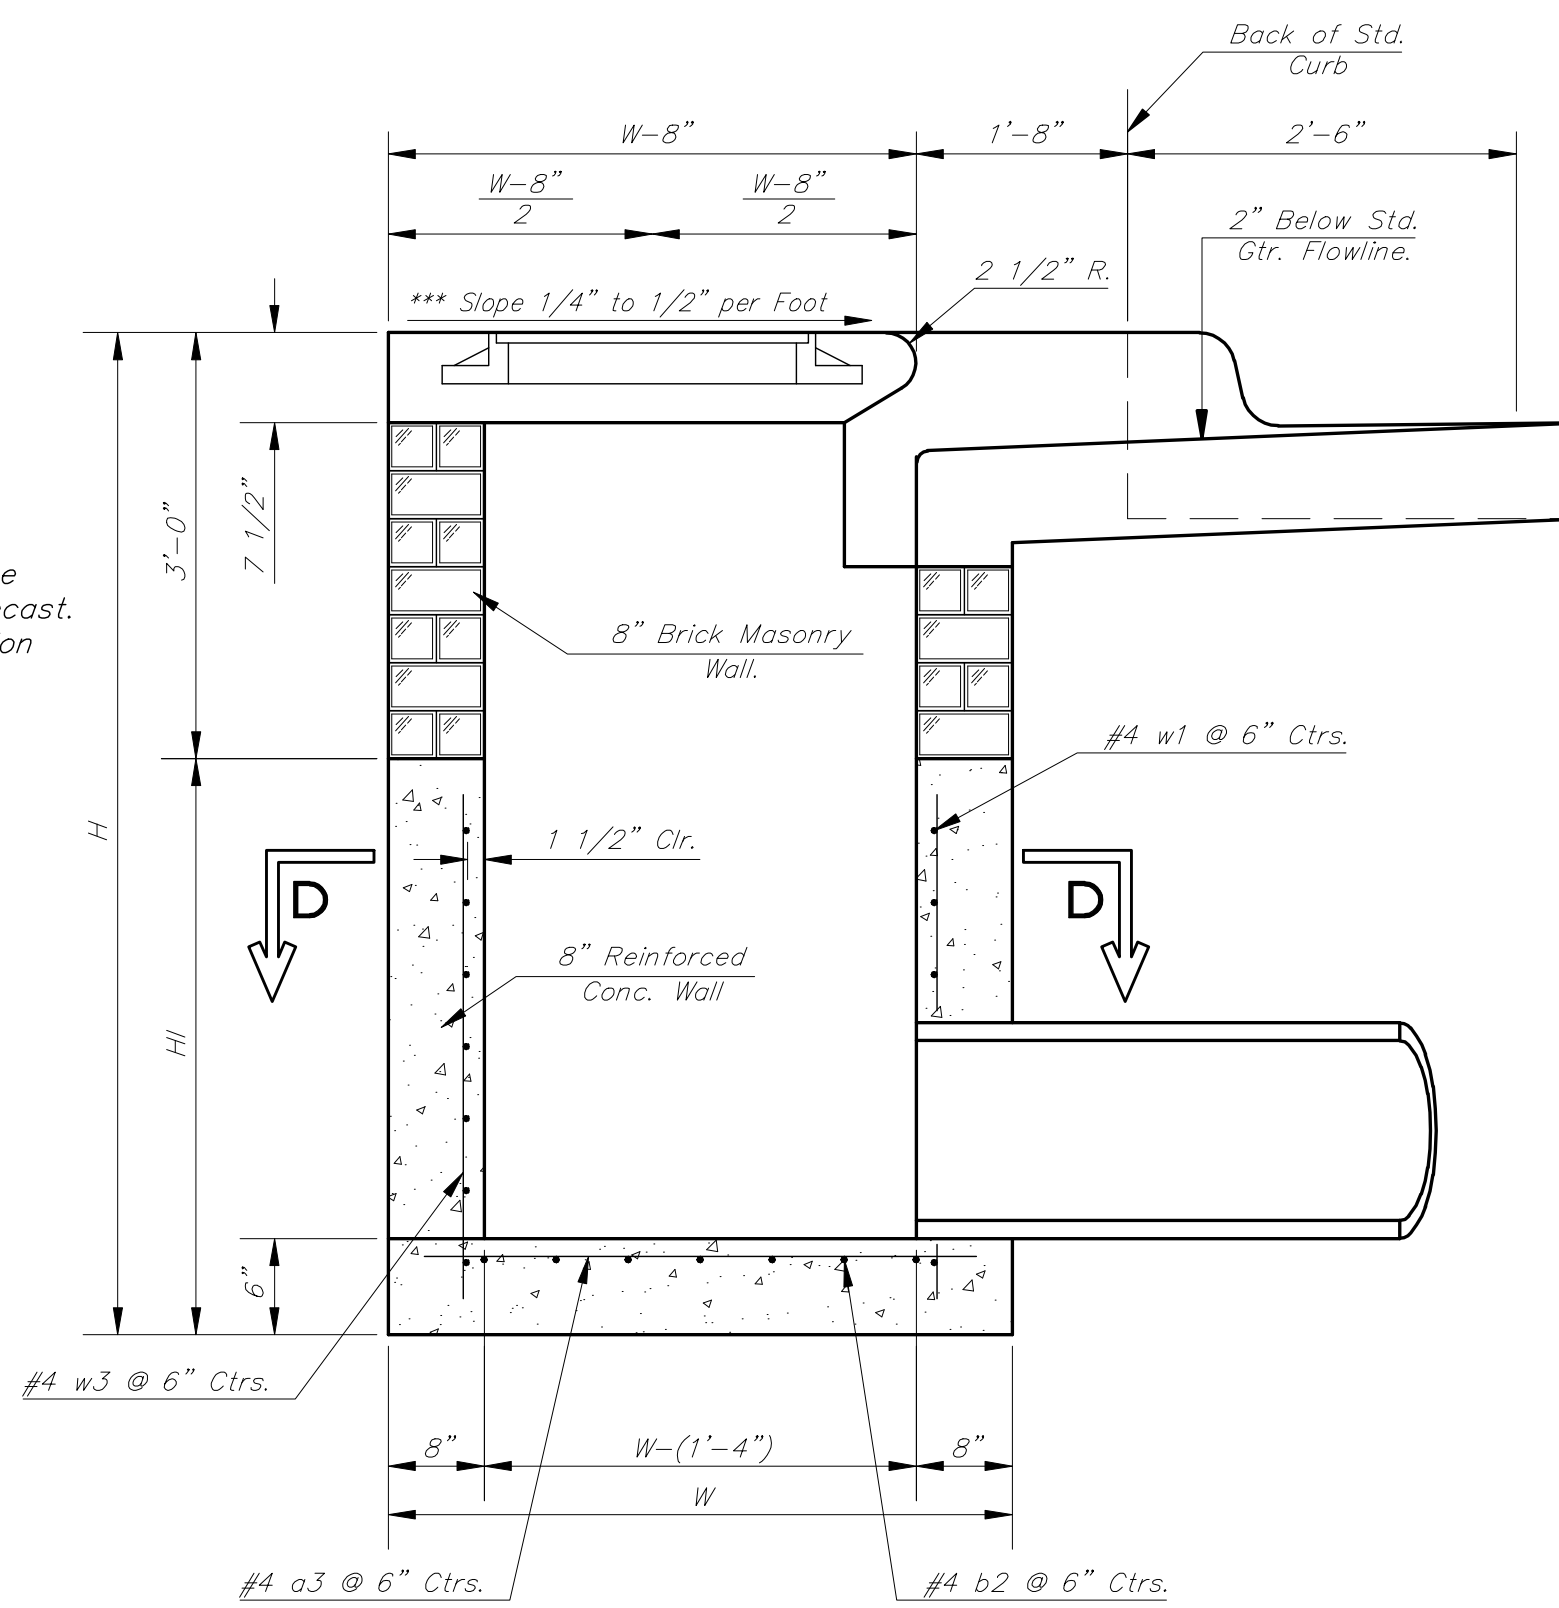 Back of Std.
Curb
W-8"
1'-8"
2'-6"
W-8"
2
W-8"
2
2" Below Std.
Gtr. Flowline.
2 1/2" R.
*** Slope 1/4" to 1/2" per Foot
7 1/2"
3'-0"
e
cast.
on
8" Brick Masonry
Wall.
#4 w1 @ 6" Ctrs.
H
1 1/2" Clr.
D
D
8" Reinforced
Conc. Wall
HI
6"
#4 w3 @ 6" Ctrs.
8"
W-(1'-4")
8"
W
#4 a3 @ 6" Ctrs.
#4 b2 @ 6" Ctrs.